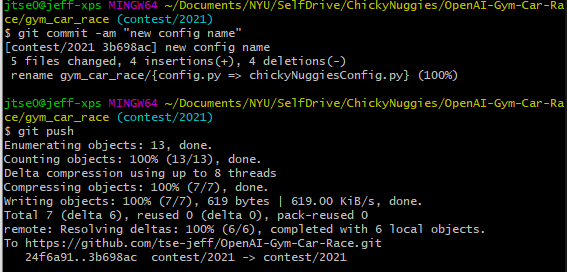 jtse0@jeff-xps MINGW64 ~/Documents/NYU/SelfDrive/ChickyNuggies/OpenAI-Gym-Car-Ra
ce/gym_car_race (contest/2021)
$ git commit -am "new config name"
[contest/2021 3b698ac] new config name
 5 files changed, 4 insertions(+), 4 deletions(-)
 rename gym_car_race/{config.py => chickyNuggiesConfig.py} (100%)

jtse0@jeff-xps MINGW64 ~/Documents/NYU/SelfDrive/ChickyNuggies/OpenAI-Gym-Car-Ra
ce/gym_car_race (contest/2021)
$ git push
Enumerating objects: 13, done.
Counting objects: 100% (13/13), done.
Delta compression using up to 8 threads
Compressing objects: 100% (7/7), done.
Writing objects: 100% (7/7), 619 bytes | 619.00 KiB/s, done.
Total 7 (delta 6), reused 0 (delta 0), pack-reused 0
remote: Resolving deltas: 100% (6/6), completed with 6 local objects.
To https://github.com/tse-jeff/OpenAI-Gym-Car-Race.git
   24f6a91..3b698ac  contest/2021 -> contest/2021